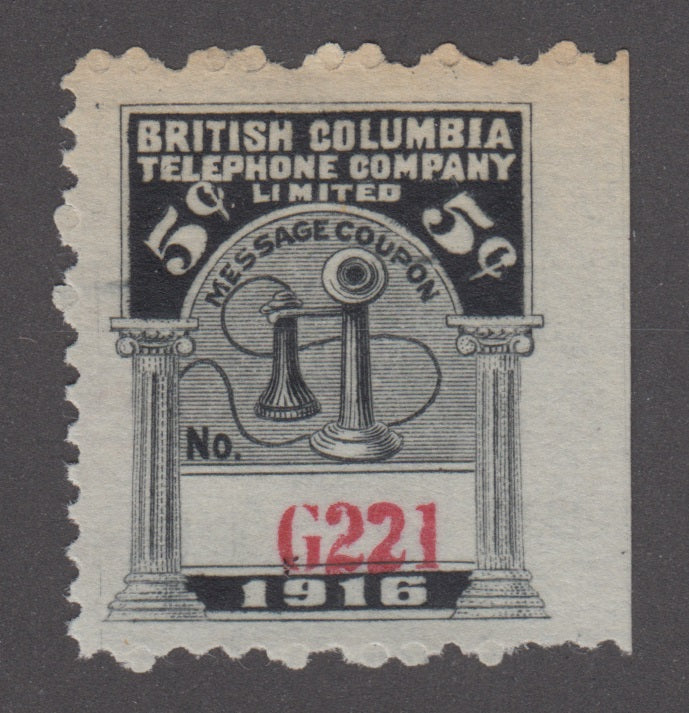 BRITISH COLUMBIA
TELEPHONE COMPANY
LIMITED
5¢ 5¢
MESSAGE COUPON
No.
G221
1916